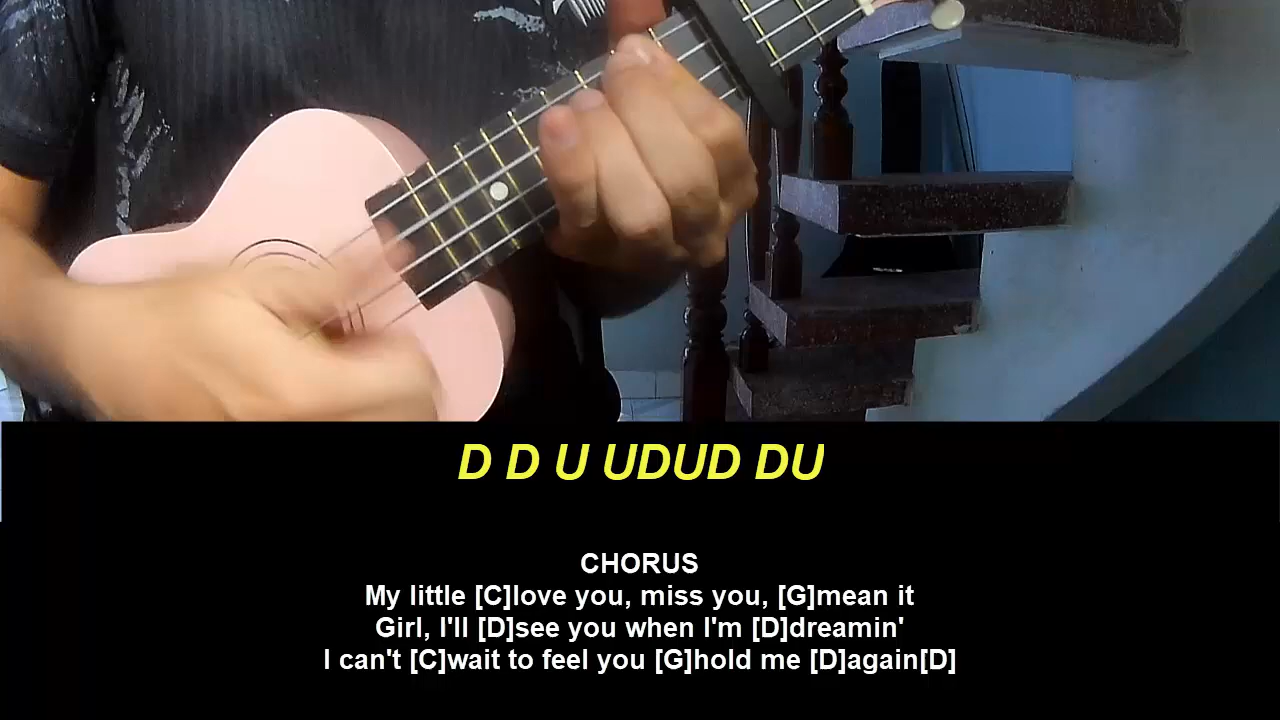 D D U UDUD DU
CHORUS
My little [C]love you, miss you, [G]mean it
Girl, I'll [D]see you when I'm [D]dreamin'
I can't [C]wait to feel you [G]hold me [D]again[D]